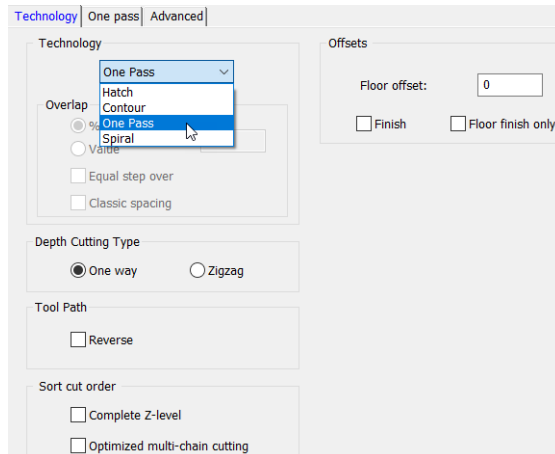 Technology One pass Advanced
Technology
One Pass
Hatch
Contour
One Pass
Spiral
Overlap
%
Value
Equal step over
Classic spacing
Depth Cutting Type
One way Zigzag
Tool Path
Reverse
Sort cut order
Complete Z-level
Optimized multi-chain cutting
Offsets
Floor offset: 0
Finish Floor finish only